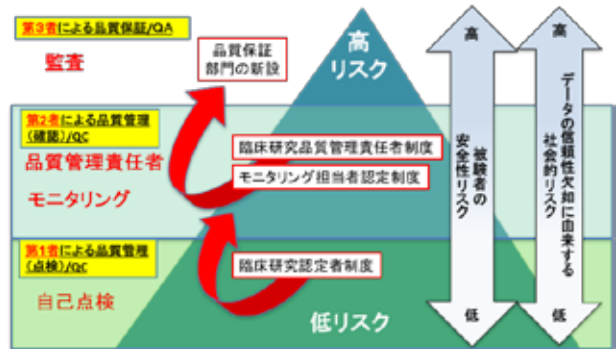 第3者による品質保証/QA
監査
品質保証
部門の新設
高
リスク
第2者による品質管理
(確認)/QC
品質管理責任者
モニタリング
臨床研究品質管理責任者制度
モニタリング担当者認定制度
第1者による品質管理
(点検)/QC
自己点検
臨床研究認定者制度
低リスク
高
被験者の
安全性リスク
低
高
データの信頼性欠如に由来する
社会的リスク
低